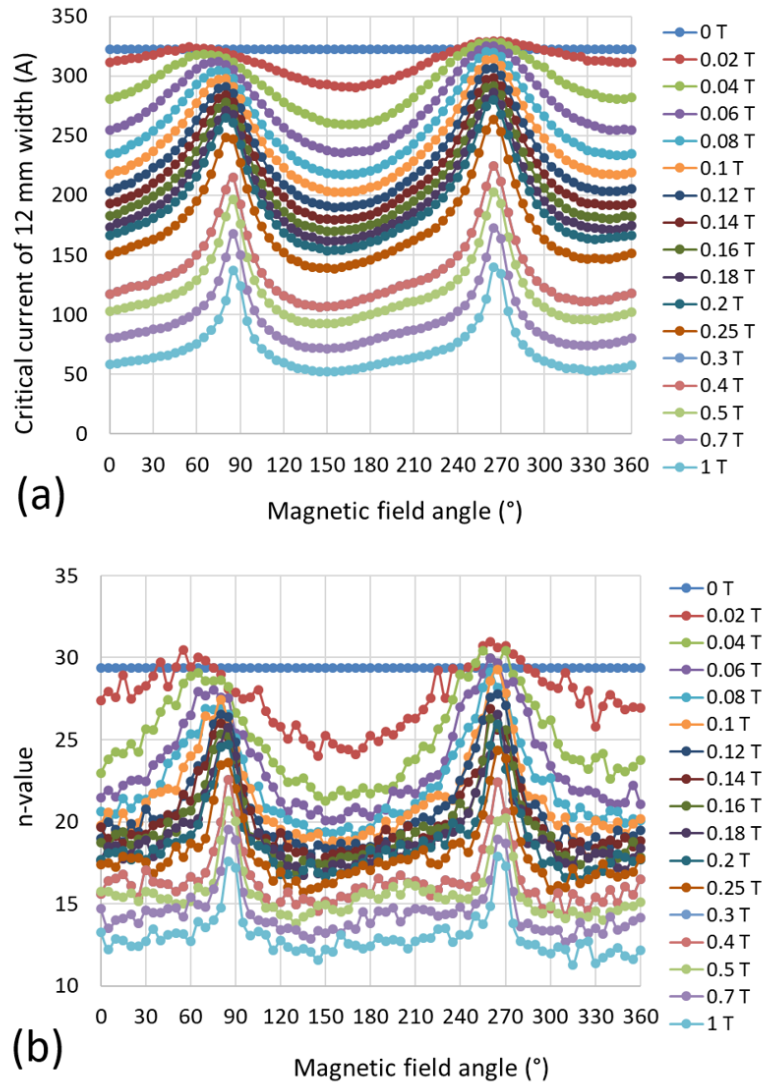 350
300
250
200
150
100
50
0
0 30 60 90 120 150 180 210 240 270 300 330 360
Critical current of 12 mm width (A)
Magnetic field angle (°)
(a)
0 T
0.02 T
0.04 T
0.06 T
0.08 T
0.1 T
0.12 T
0.14 T
0.16 T
0.18 T
0.2 T
0.25 T
0.3 T
0.4 T
0.5 T
0.7 T
1 T
35
30
25
20
15
10
0 30 60 90 120 150 180 210 240 270 300 330 360
n-value
Magnetic field angle (°)
(b)
0 T
0.02 T
0.04 T
0.06 T
0.08 T
0.1 T
0.12 T
0.14 T
0.16 T
0.18 T
0.2 T
0.25 T
0.3 T
0.4 T
0.5 T
0.7 T
1 T